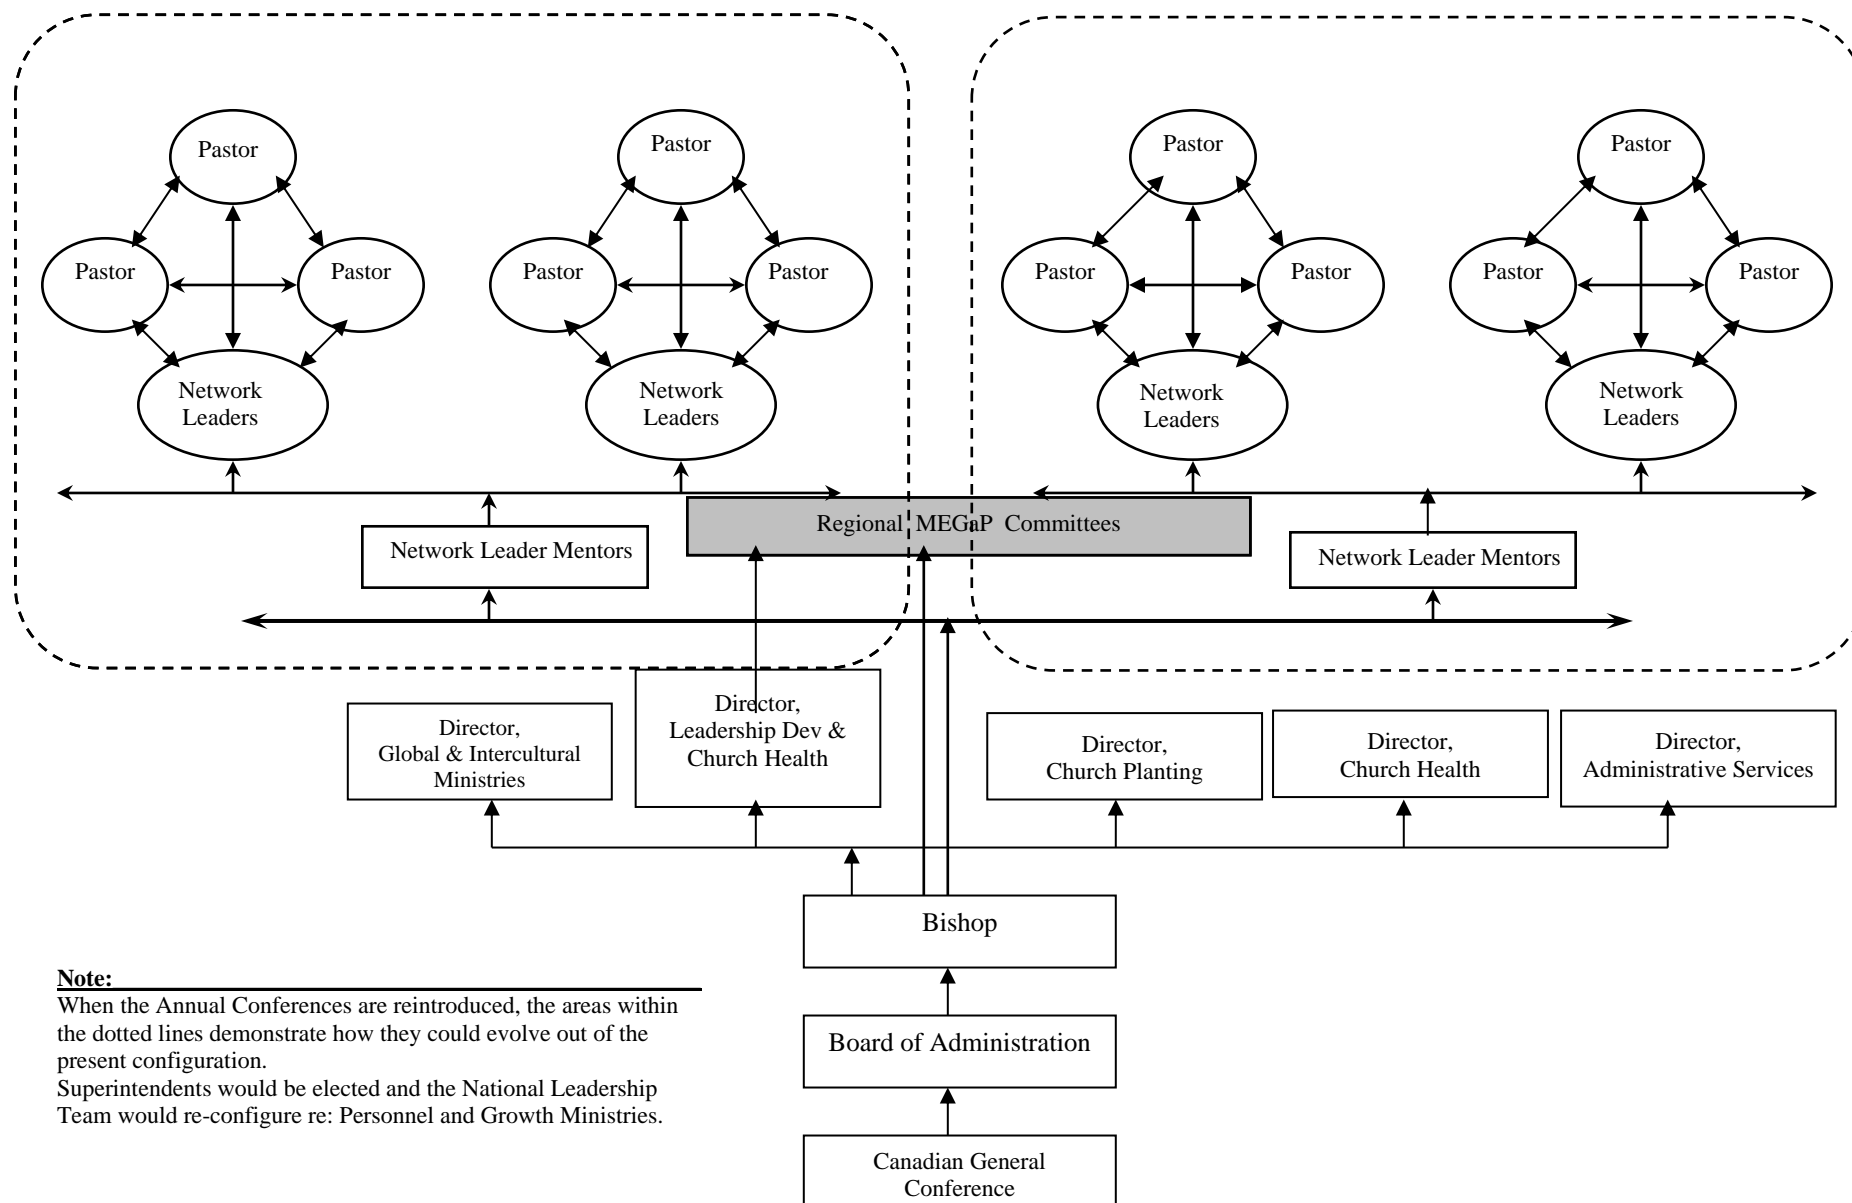 Pastor
Pastor
Pastor
Pastor
Pastor
Pastor
Pastor
Pastor
Pastor
Pastor
Pastor
Pastor
Network
Leaders
Network
Leaders
Network
Leaders
Network
Leaders
Regional MEGaP Committees
Network Leader Mentors
Network Leader Mentors
Director,
Global & Intercultural
Ministries
Director,
Leadership Dev &
Church Health
Director,
Church Planting
Director,
Church Health
Director,
Administrative Services
Bishop
Note:
When the Annual Conferences are reintroduced, the areas within
the dotted lines demonstrate how they could evolve out of the
present configuration.
Superintendents would be elected and the National Leadership
Team would re-configure re: Personnel and Growth Ministries.
Board of Administration
Canadian General
Conference